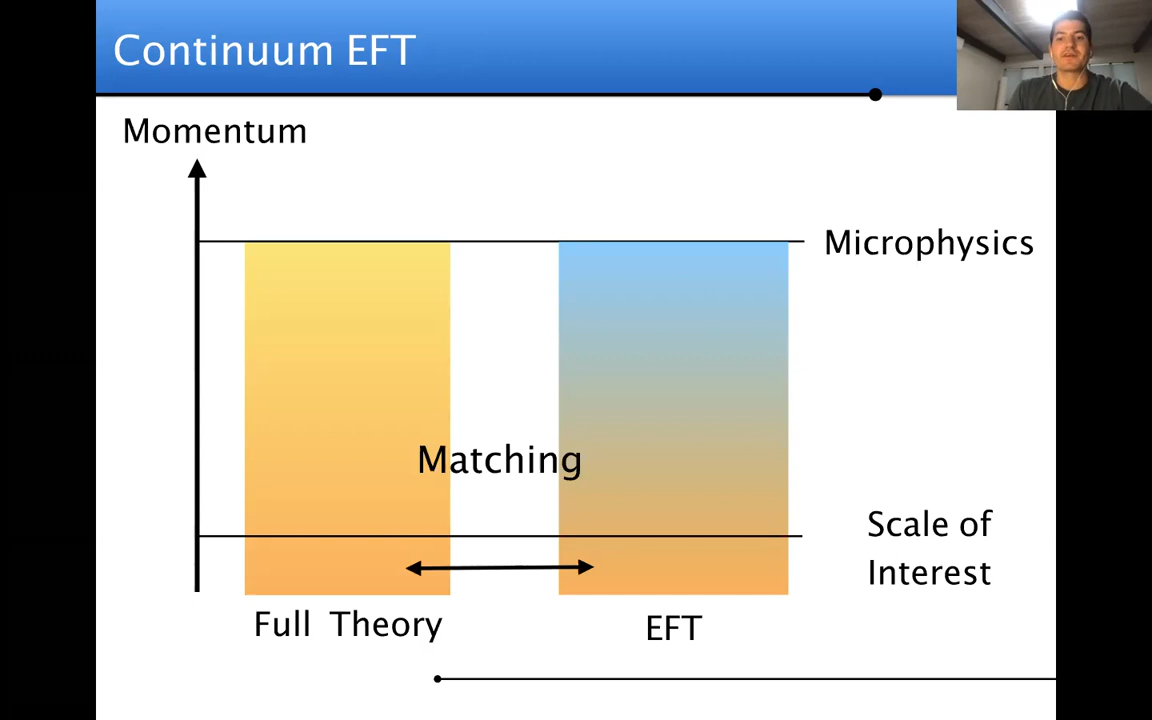 Continuum EFT
Momentum
Microphysics
Matching
Scale of
Interest
Full Theory
EFT